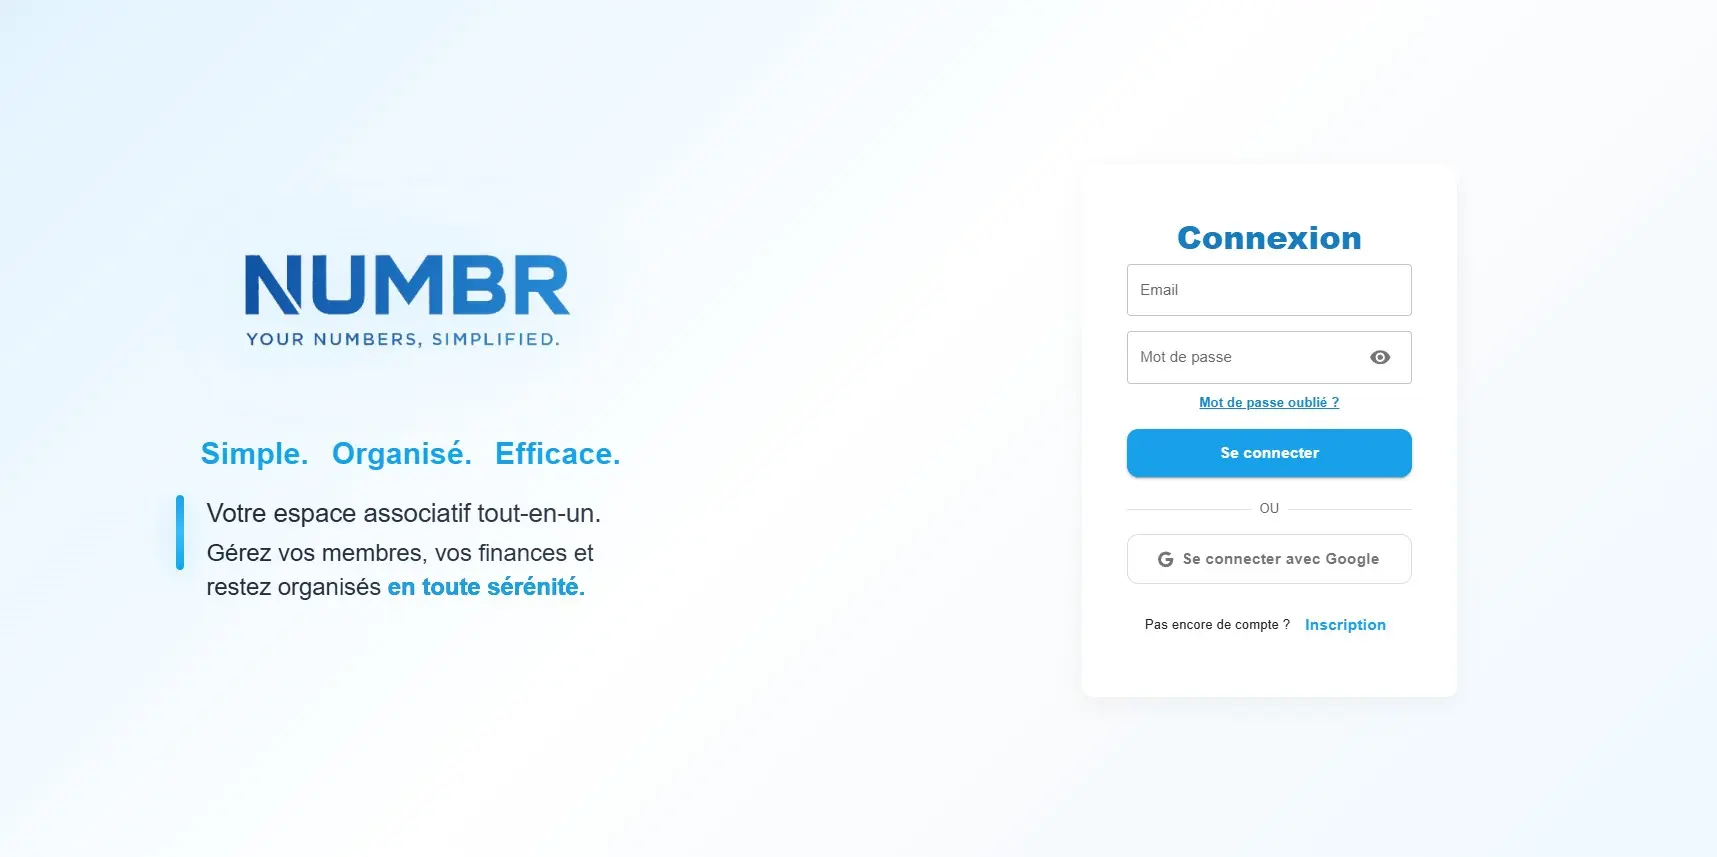 NUMBR
YOUR NUMBERS, SIMPLIFIED.
Simple. Organisé. Efficace.
Votre espace associatif tout-en-un.
Gérez vos membres, vos finances et
restez organisés en toute sérénité.
Connexion
Email
Mot de passe
Mot de passe oublié ?
Se connecter
OU
G Se connecter avec Google
Pas encore de compte ? Inscription